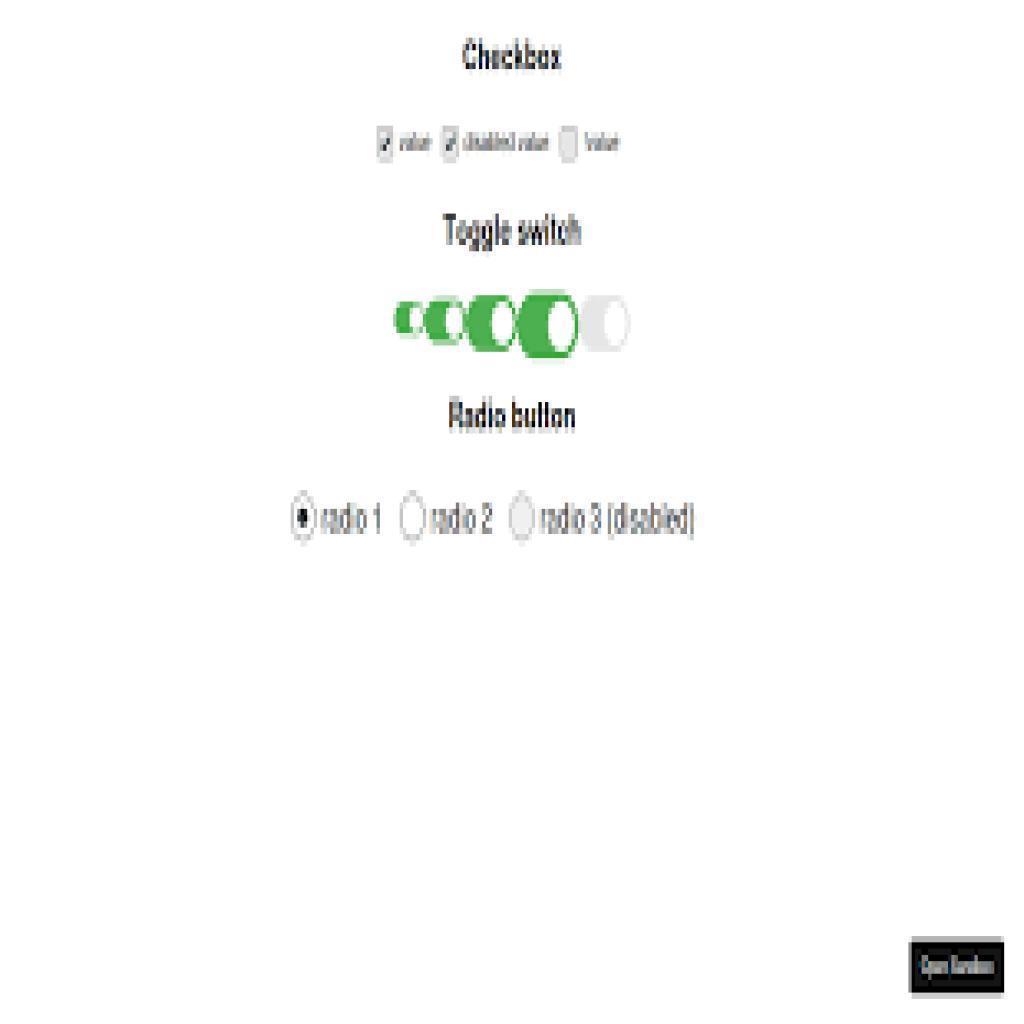 Checkbox
value disabled value !value
Toggle switch
Radio button
radio 1 radio 2 radio 3 (disabled)
Open Sandbox